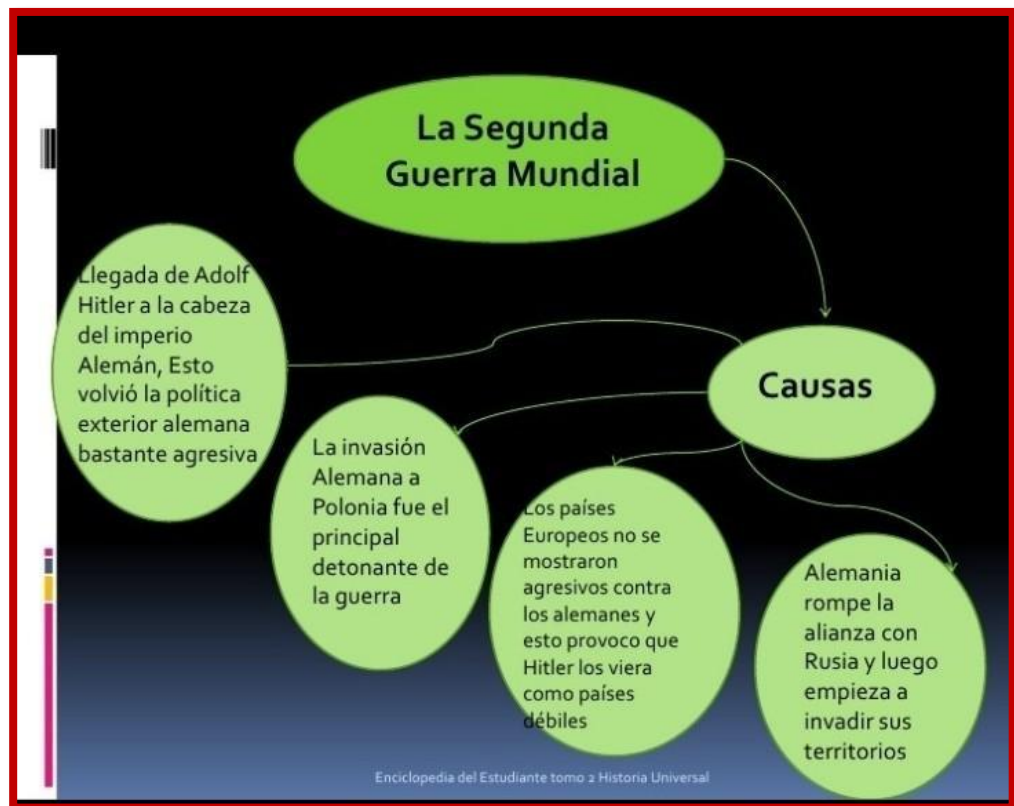 La Segunda
Guerra Mundial
Causas
Llegada de Adolf
Hitler a la cabeza
del imperio
Alemán, Esto
volvió la política
exterior alemana
bastante agresiva
La invasión
Alemana a
Polonia fue el
principal
detonante de
la guerra
Los países
Europeos no se
mostraron
agresivos contra
los alemanes y
esto provoco que
Hitler los viera
como países
débiles
Alemania
rompe la
alianza con
Rusia y luego
empieza a
invadir sus
territorios
Enciclopedia del Estudiante tomo 2 Historia Universal